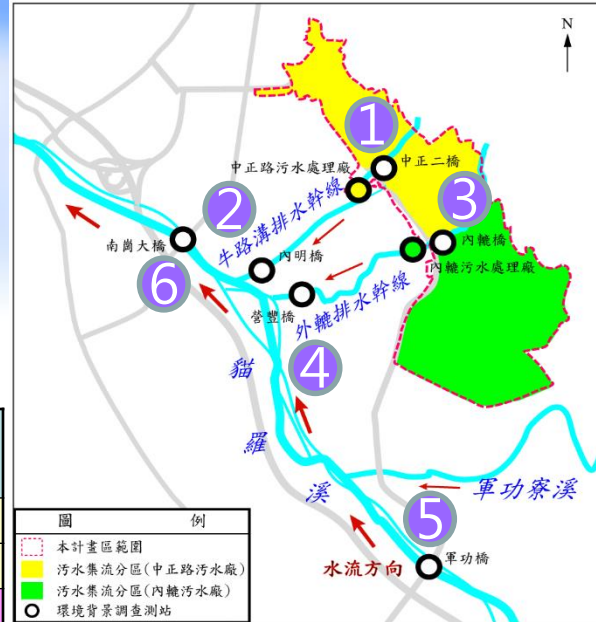 N
1
中正路污水處理廠
中正二橋
2
3
牛路溝排水幹線
南崗大橋
內明橋
內轆橋
內轆污水處理廠
6
營豐橋
外轆排水幹線
4
貓
羅
溪
軍功寮溪
5
水流方向
軍功橋
圖 例
本計畫區範圍
污水集流分區(中正路污水廠)
污水集流分區(內轆污水廠)
環境背景調查測站